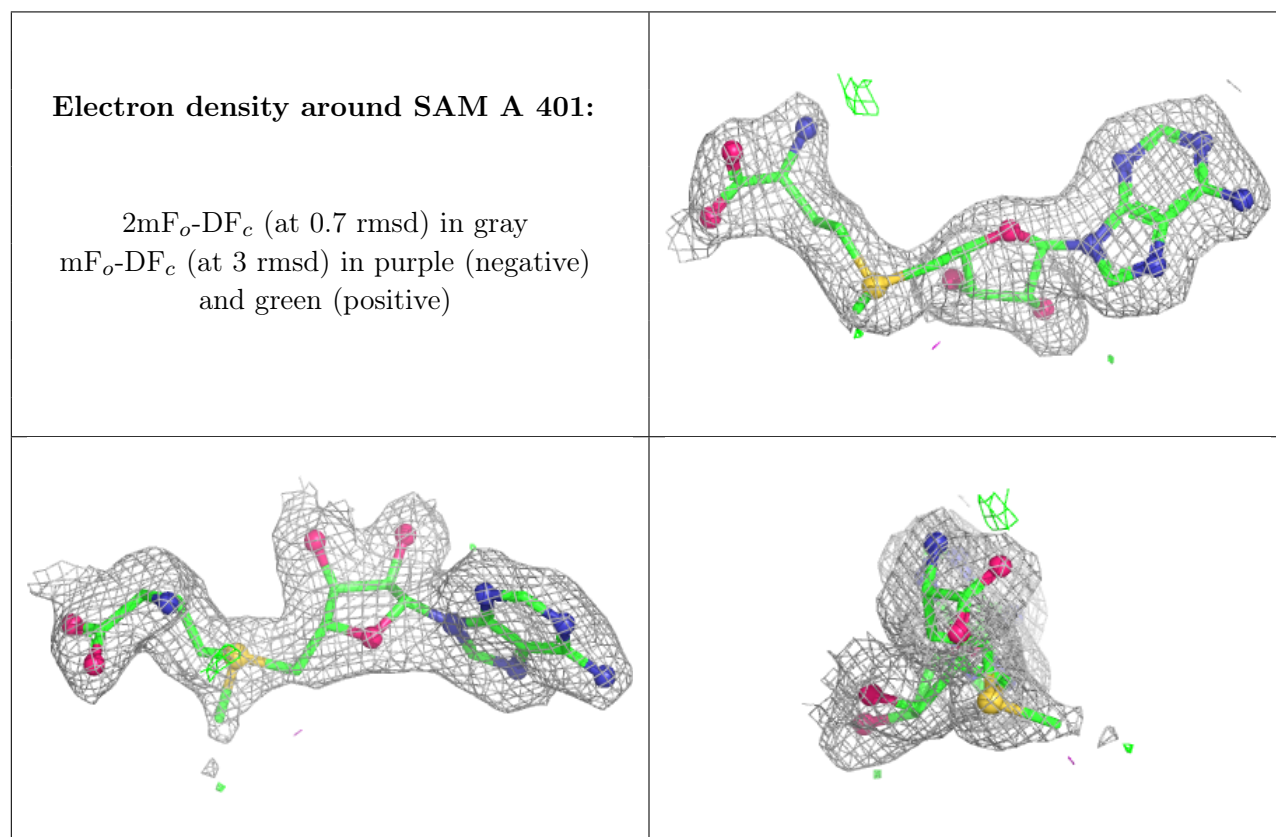 Electron density around SAM A 401:
2mFo-DFc (at 0.7 rmsd) in gray
mFo-DFc (at 3 rmsd) in purple (negative)
and green (positive)